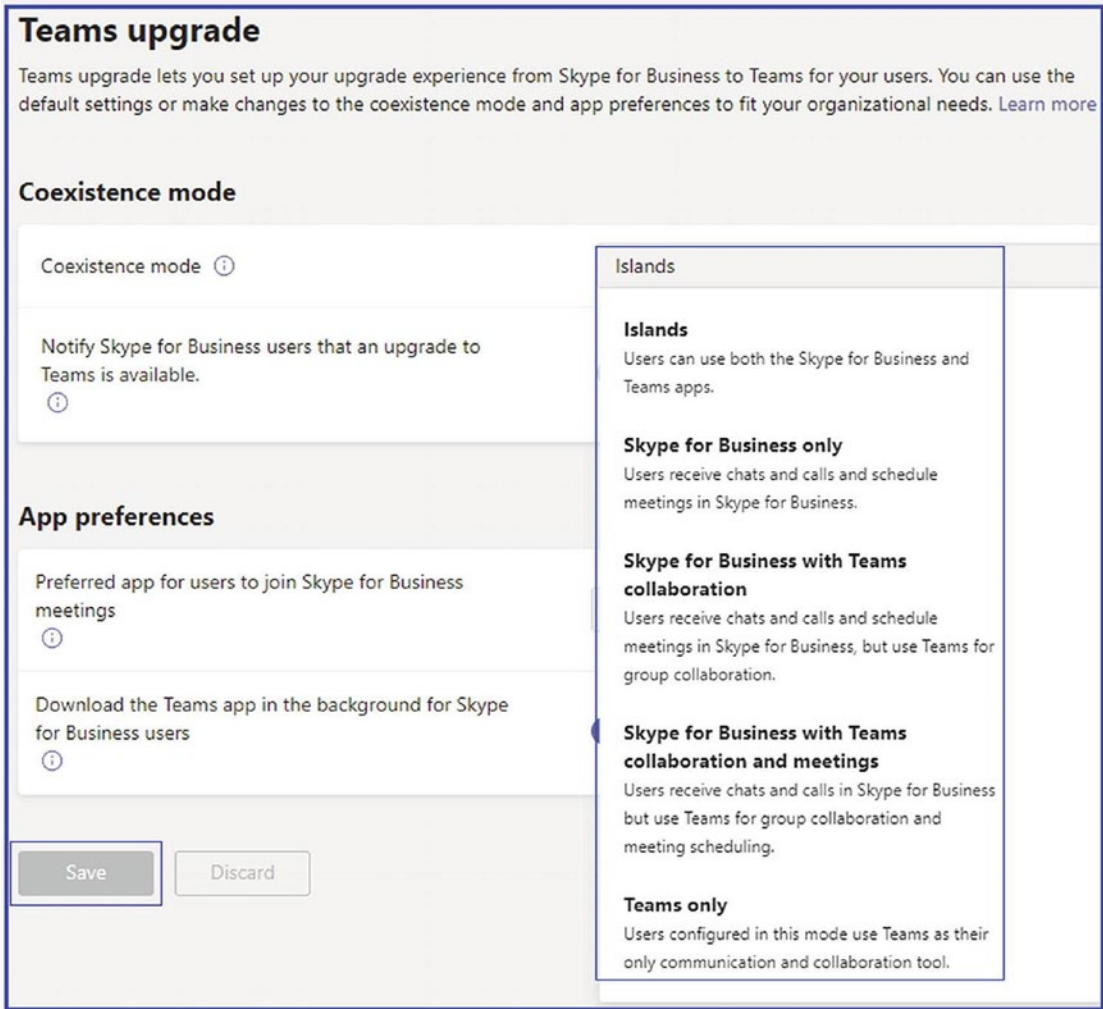 Teams upgrade
Teams upgrade lets you set up your upgrade experience from Skype for Business to Teams for your users. You can use the
default settings or make changes to the coexistence mode and app preferences to fit your organizational needs. Learn more
Coexistence mode
Coexistence mode
Islands
Notify Skype for Business users that an upgrade to
Teams is available.
Islands
Users can use both the Skype for Business and
Teams apps.
Skype for Business only
Users receive chats and calls and schedule
meetings in Skype for Business.
Skype for Business with Teams
collaboration
Users receive chats and calls and schedule
meetings in Skype for Business, but use Teams for
group collaboration.
Skype for Business with Teams
collaboration and meetings
Users receive chats and calls in Skype for Business
but use Teams for group collaboration and
meeting scheduling.
Teams only
Users configured in this mode use Teams as their
only communication and collaboration tool.
App preferences
Preferred app for users to join Skype for Business
meetings
Download the Teams app in the background for Skype
for Business users
Save
Discard